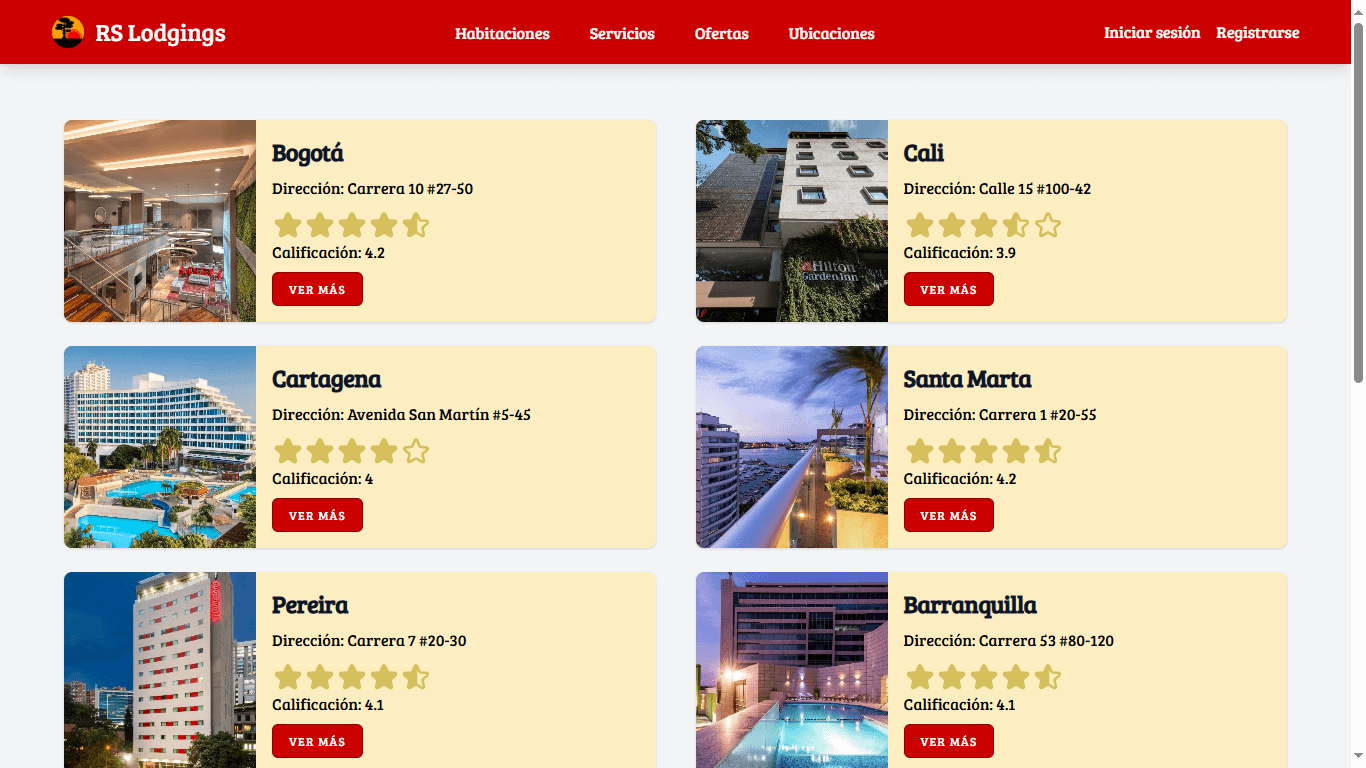 RS Lodgings
Habitaciones
Servicios
Ofertas
Ubicaciones
Iniciar sesión
Registrarse
Bogotá
Dirección: Carrera 10 #27-50
Calificación: 4.2
VER MÁS
Cali
Dirección: Calle 15 #100-42
Calificación: 3.9
VER MÁS
Hilton
Garden Inn
Cartagena
Dirección: Avenida San Martín #5-45
Calificación: 4
VER MÁS
Santa Marta
Dirección: Carrera 1 #20-55
Calificación: 4.2
VER MÁS
Pereira
Dirección: Carrera 7 #20-30
Calificación: 4.1
VER MÁS
Barranquilla
Dirección: Carrera 53 #80-120
Calificación: 4.1
VER MÁS